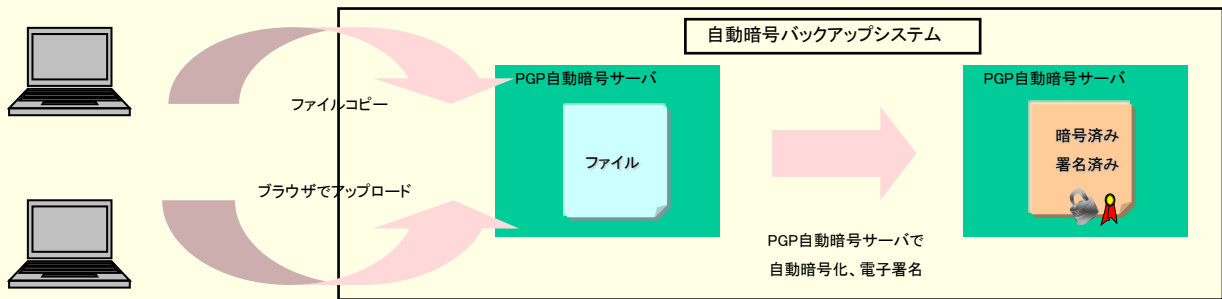 自動暗号バックアップシステム
PGP自動暗号サーバ
PGP自動暗号サーバ
ファイルコピー
ファイル
暗号済み
署名済み
ブラウザでアップロード
PGP自動暗号サーバで
自動暗号化、電子署名